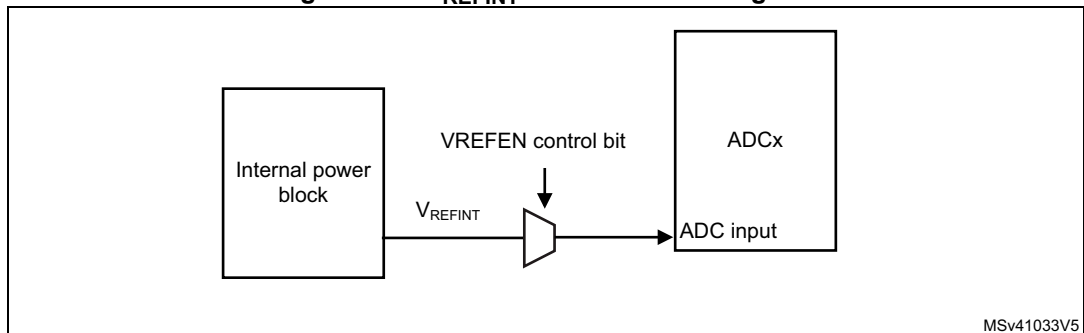 VREFEN control bit
ADCx
Internal power
block
VREFINT
ADC input
MSv41033V5